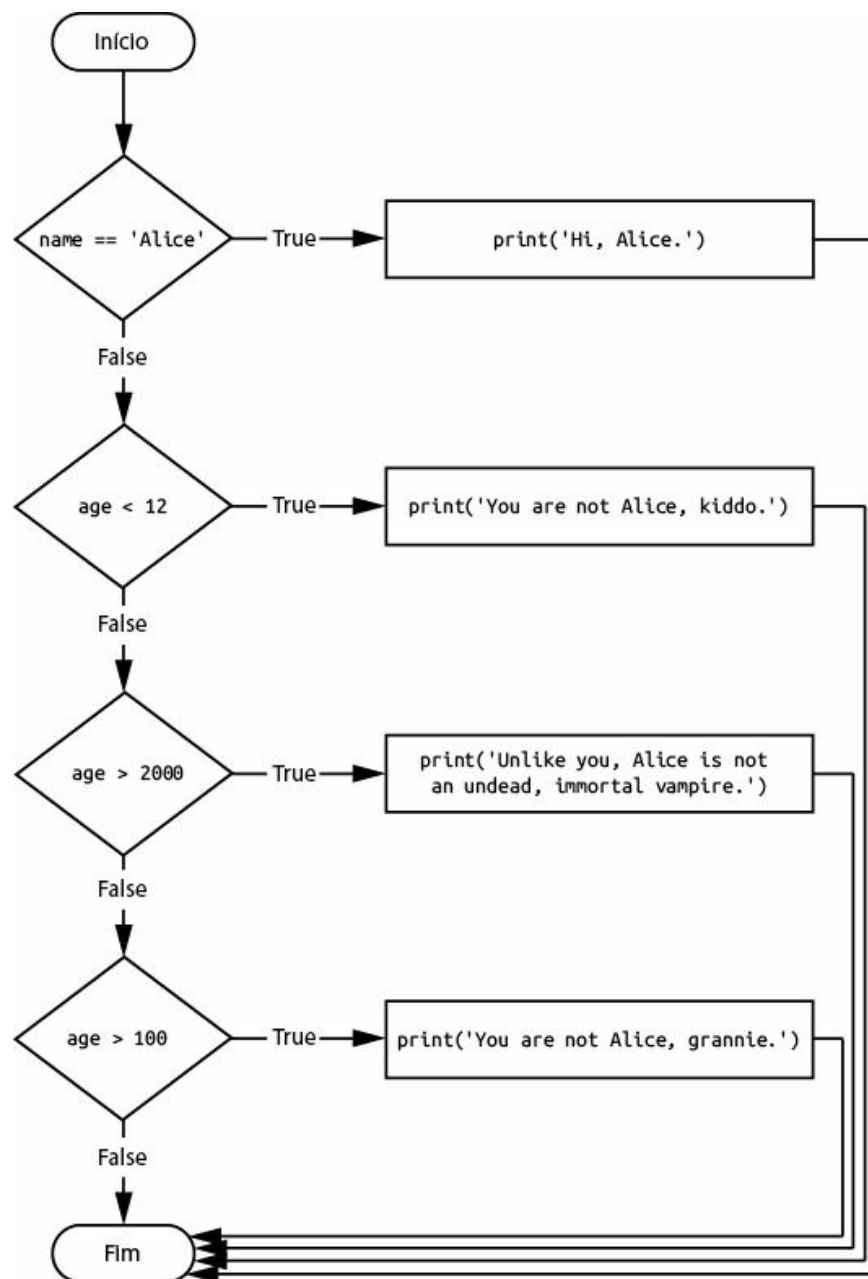 Início
name == 'Alice'
True
print('Hi, Alice.')
False
age < 12
True
print('You are not Alice, kiddo.')
False
age > 2000
True
print('Unlike you, Alice is not
an undead, immortal vampire.')
False
age > 100
True
print('You are not Alice, grannie.')
False
Fim